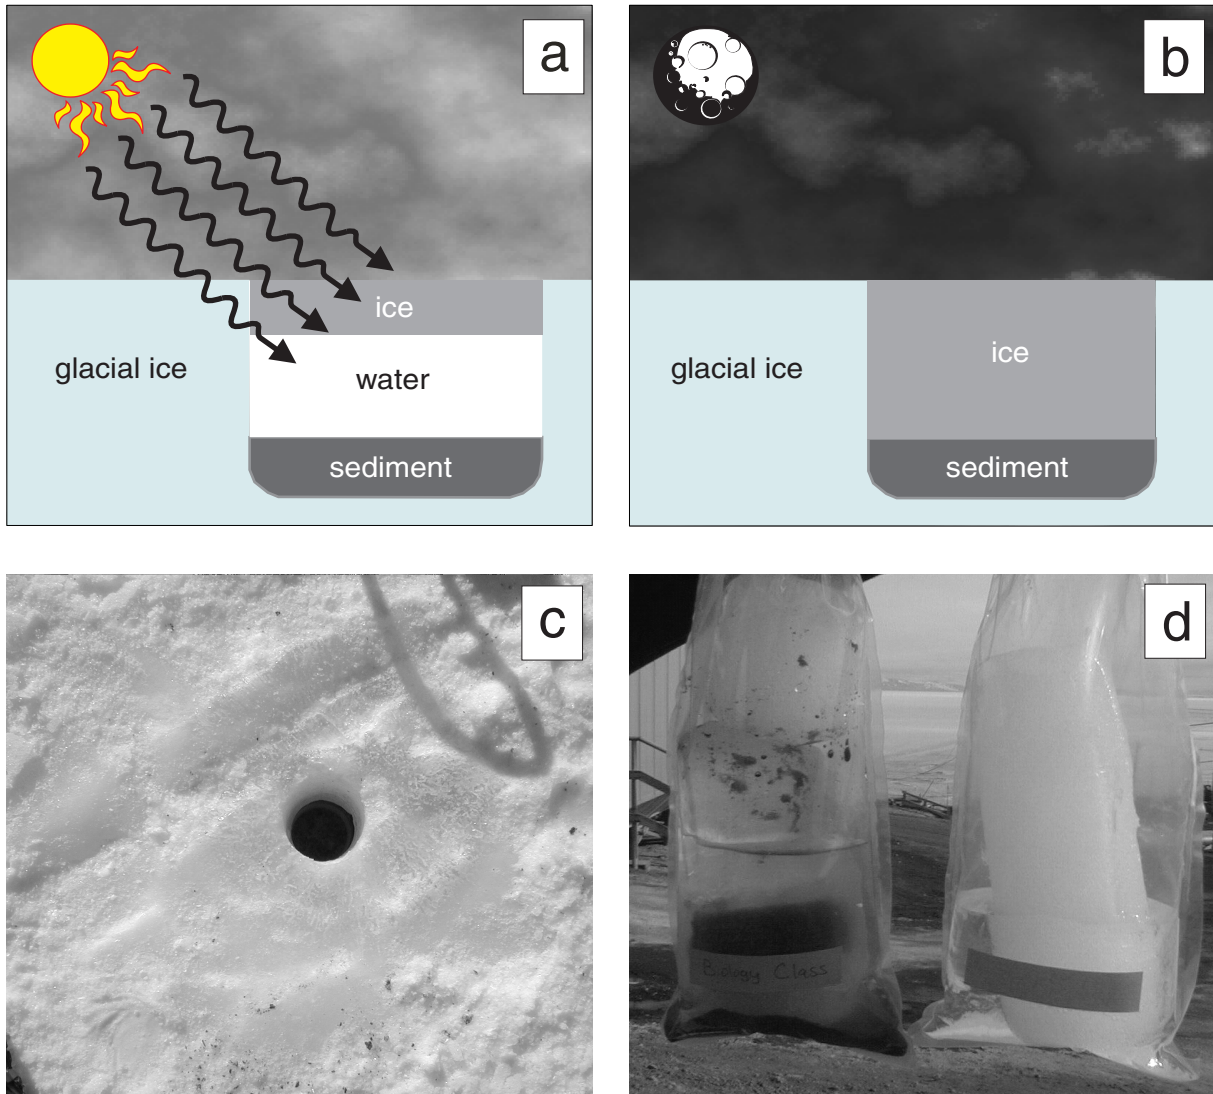 a
ice
glacial ice
water
sediment
b
ice
glacial ice
sediment
c
d
Biology Class